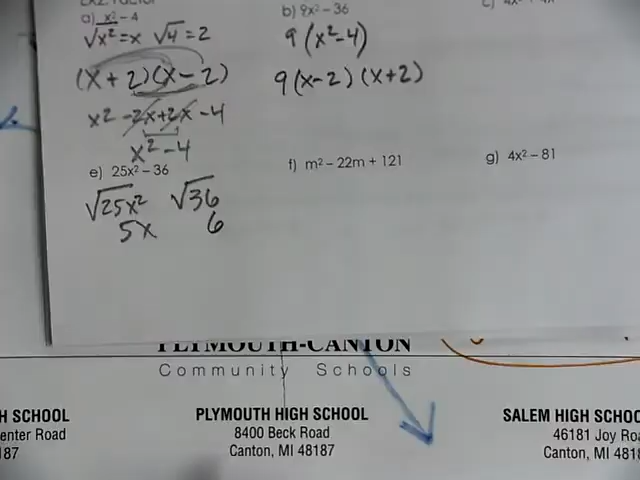 a) x² - 4
b) 9x² - 36
√x² = x √4 = 2
9(x² - 4)
(x + 2)(x - 2)
9(x - 2)(x + 2)
x² - 2x + 2x - 4
x² - 4
e) 25x² - 36
f) m² - 22m + 121
g) 4x² - 81
√25x² √36
5x 6
PLYMOUTH-CANTON
Community Schools
H SCHOOL
enter Road
187
PLYMOUTH HIGH SCHOOL
8400 Beck Road
Canton, MI 48187
SALEM HIGH SCHOO
46181 Joy Roa
Canton, MI 481